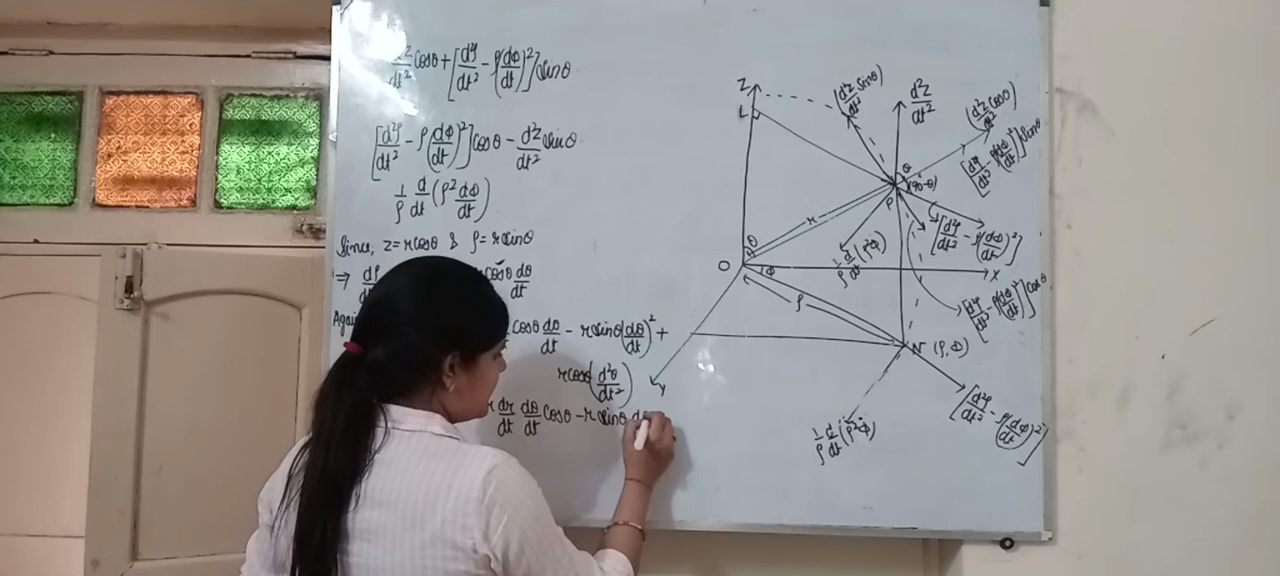 d²z/dt² cosθ + [d²ρ/dt² - ρ(dΦ/dt)²] sinθ
[d²ρ/dt² - ρ(dΦ/dt)²] cosθ - d²z/dt² sinθ
1/ρ d/dt (ρ² dΦ/dt)
Since, z = r cosθ & ρ = r sinθ
⇒ dρ
r cosθ dθ/dt
Again
cosθ dθ/dt - r sinθ (dθ/dt)² +
r cosθ (d²θ/dt²)
dr/dt dθ/dt cosθ - r sinθ
Z
L
(d²z/dt² sinθ)
d²z/dt²
(d²z/dt² cosθ)
[d²ρ/dt² - ρ(dΦ/dt)²] sinθ
θ
(90-θ)
P
r
[d²ρ/dt² - ρ(dΦ/dt)²]
1/ρ d/dt (ρ²Φ̇)
θ
O
Φ
X
ρ
[d²ρ/dt² - ρ(dΦ/dt)²] cosθ
N (ρ, Φ)
Y
[d²ρ/dt² - ρ(dΦ/dt)²]
1/ρ d/dt (ρ²Φ̇)